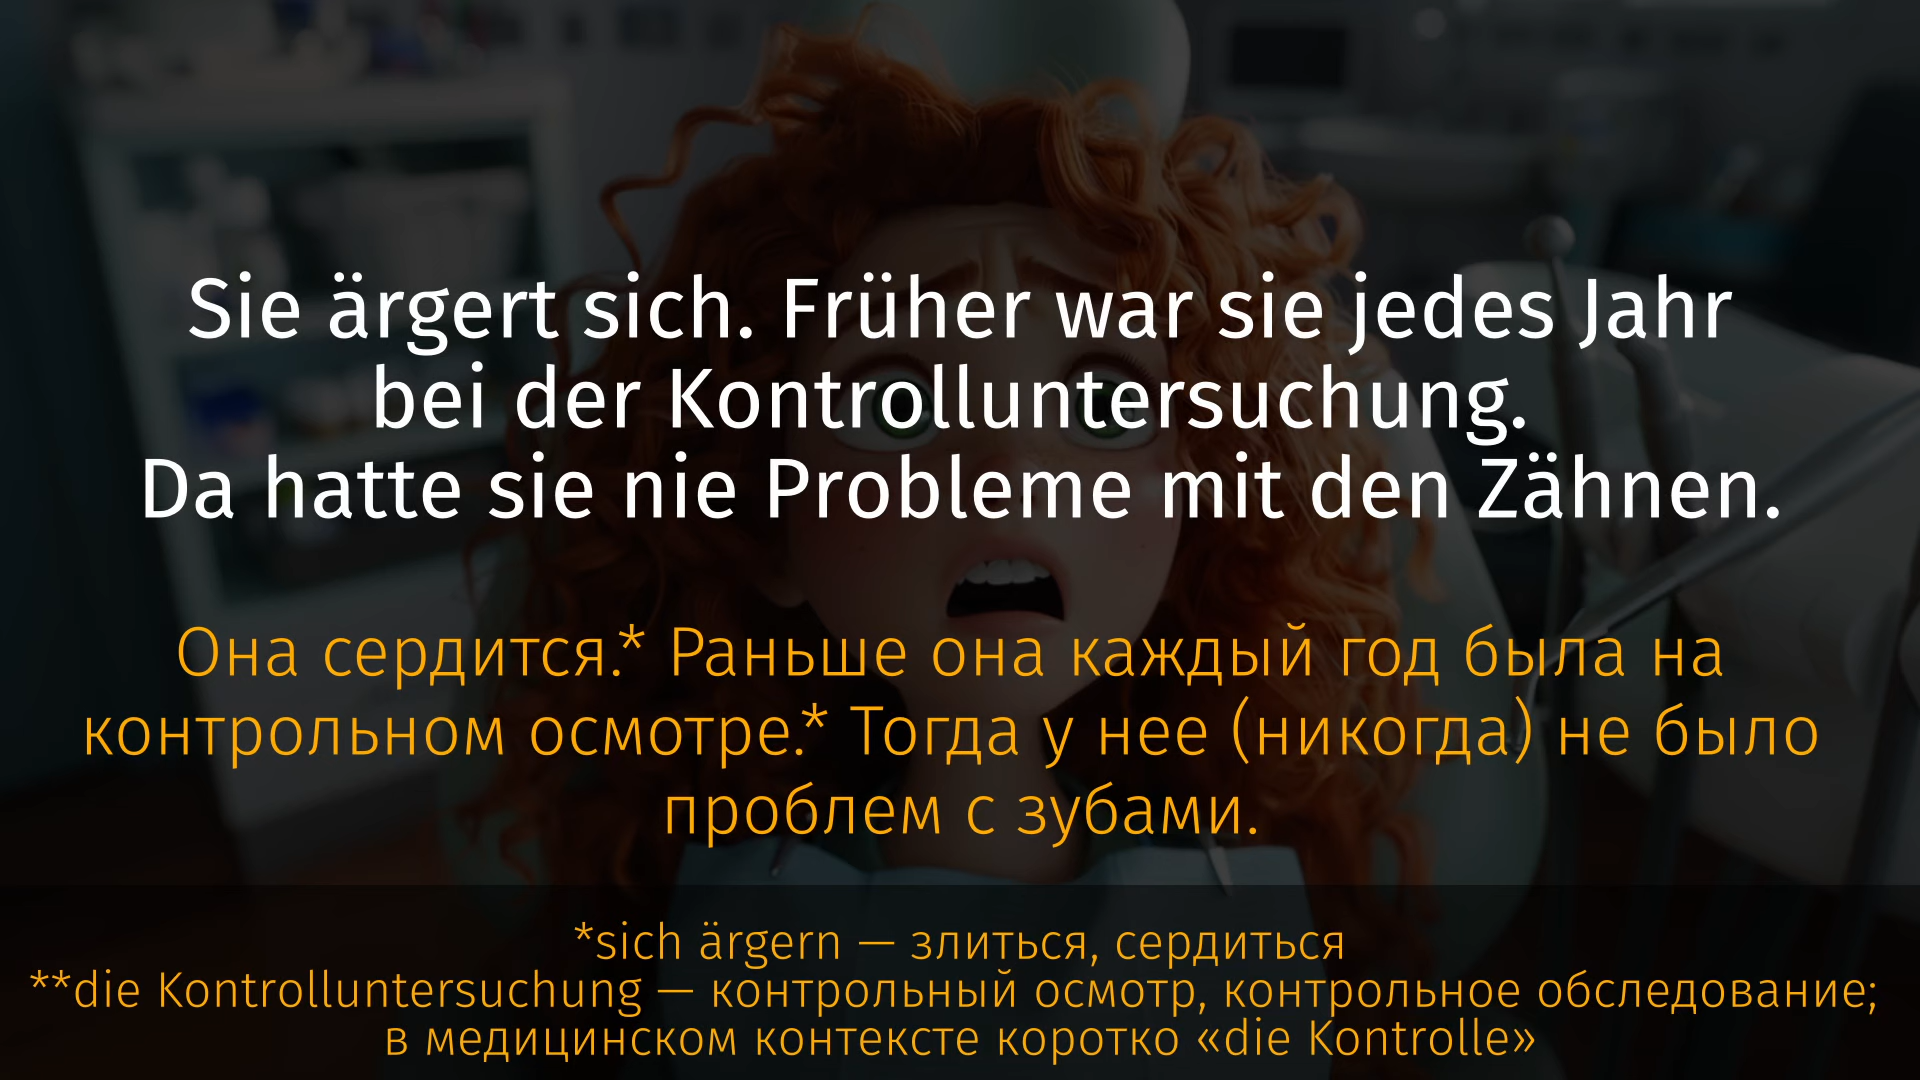 Sie ärgert sich. Früher war sie jedes Jahr
bei der Kontrolluntersuchung.
Da hatte sie nie Probleme mit den Zähnen.
Она сердится.* Раньше она каждый год была на
контрольном осмотре.* Тогда у нее (никогда) не было
проблем с зубами.
*sich ärgern — злиться, сердиться
**die Kontrolluntersuchung — контрольный осмотр, контрольное обследование;
в медицинском контексте коротко «die Kontrolle»